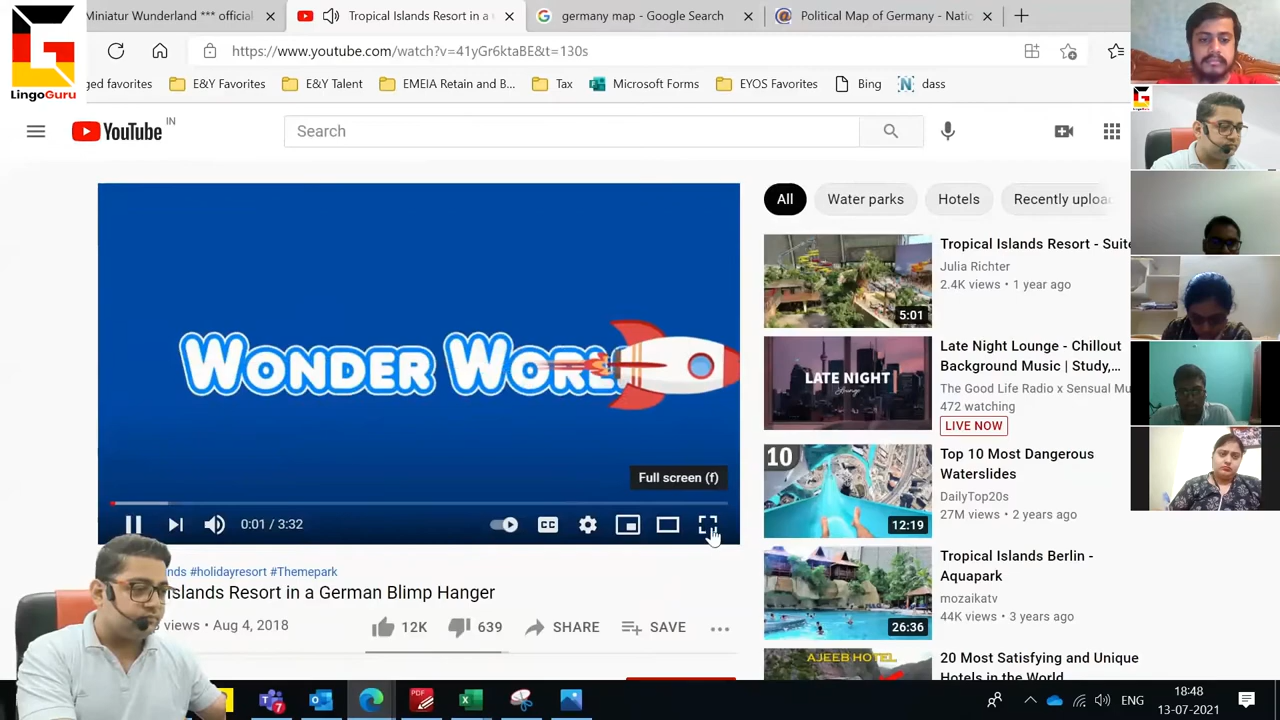 LingoGuru
Miniatur Wunderland *** official
Tropical Islands Resort in a
germany map - Google Search
Political Map of Germany - Nati
https://www.youtube.com/watch?v=41yGr6ktaBE&t=130s
ged favorites
E&Y Favorites
E&Y Talent
EMEIA Retain and B...
Tax
Microsoft Forms
EYOS Favorites
Bing
dass
YouTube IN
Search
WONDER WORL
Full screen (f)
0:01 / 3:32
CC
nds #holidayresort #Themepark
Islands Resort in a German Blimp Hanger
views • Aug 4, 2018
12K
639
SHARE
SAVE
All
Water parks
Hotels
Recently uploa
Tropical Islands Resort - Suite
Julia Richter
2.4K views • 1 year ago
5:01
LATE NIGHT
Lounge
Late Night Lounge - Chillout
Background Music | Study,...
The Good Life Radio x Sensual Mu
472 watching
LIVE NOW
10
12:19
Top 10 Most Dangerous
Waterslides
DailyTop20s
27M views • 2 years ago
26:36
Tropical Islands Berlin -
Aquapark
mozaikatv
44K views • 3 years ago
AJEEB HOTEL
20 Most Satisfying and Unique
Hotels in the World
PDF
ENG
18:48
13-07-2021